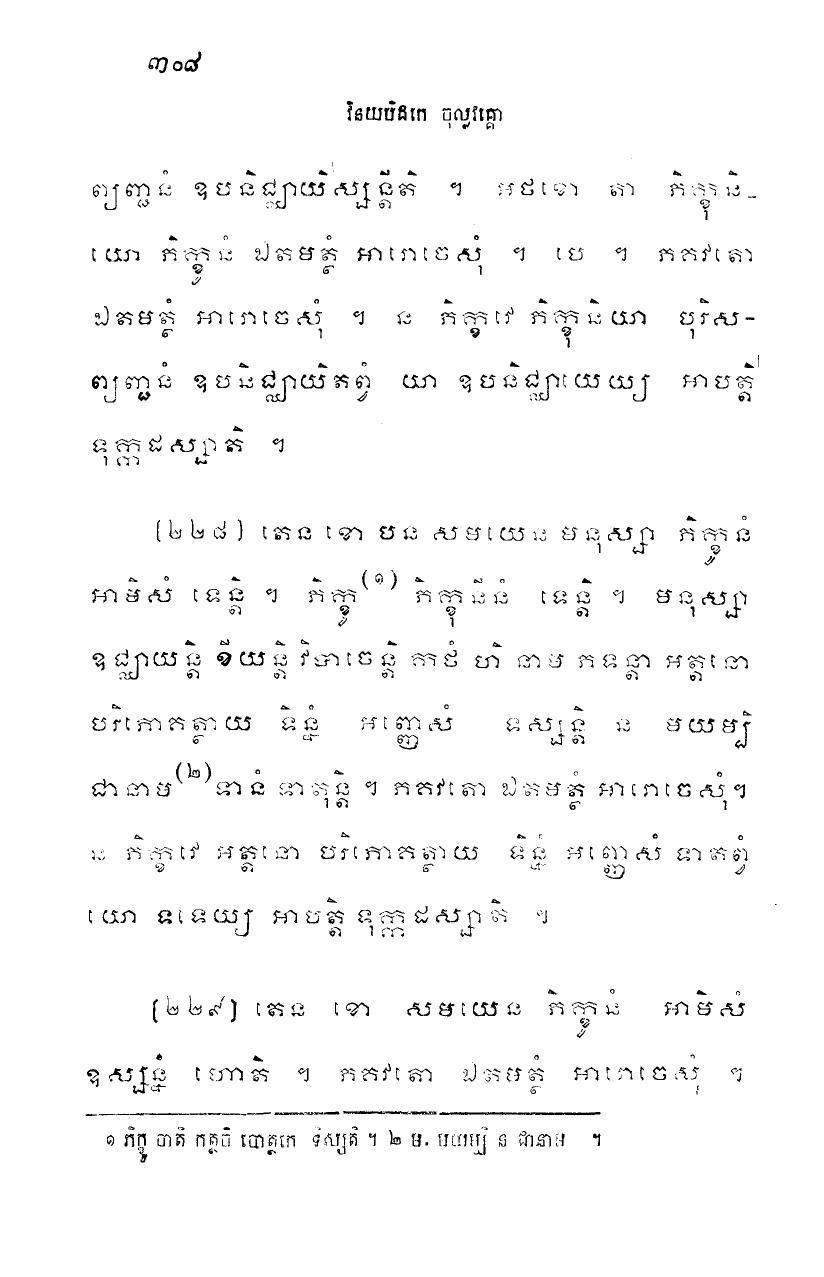 ៣០៨
វិនយបិដកេ ចុល្លវគ្គោ
ព្យញ្ជនំ ឧបនិជ្ឈាយិស្សន្តីតិ ។ អថខោ តា ភិក្ខុនិ-
យោ ភិក្ខូនំ ឯតមត្ថំ អារោចេសុំ ។ បេ ។ ភគវតោ
ឯតមត្ថំ អារោចេសុំ ។ ន ភិក្ខវេ ភិក្ខុនិយា បុរិស-
ព្យញ្ជនំ ឧបនិជ្ឈាយិតព្វំ យា ឧបនិជ្ឈាយេយ្យ អាបត្តិ
ទុក្កដស្សាតិ ។
(២២៨) តេន ខោ បន សមយេន មនុស្សា ភិក្ខូនំ
អាមិសំ ទេន្តិ ។ ភិក្ខូ(១) ភិក្ខុនីនំ ទេន្តិ ។ មនុស្សា
ឧជ្ឈាយន្តិ ខីយន្តិ វិបាចេន្តិ កថំ ហិ នាម ភទន្តា អត្តនោ
បរិភោគត្ថាយ ទិន្នំ អញ្ញេសំ ទស្សន្តិ ន មយម្បិ
ជានាម(២)ទានំ ទាតុន្តិ ។ ភគវតោ ឯតមត្ថំ អារោចេសុំ។
ន ភិក្ខវេ អត្តនោ បរិភោគត្ថាយ ទិន្នំ អញ្ញេសំ ទាតព្វំ
យោ ទទេយ្យ អាបត្តិ ទុក្កដស្សាតិ ។
(២២៩) តេន ខោ សមយេន ភិក្ខូនំ អាមិសំ
ឧស្សន្នំ ហោតិ ។ ភគវតោ ឯតមត្ថំ អារោចេសុំ ។
១ ភិក្ខូ បាតិ កត្ថចិ បោត្ថកេ ទិស្សតិ ។ ២ ម. មយម្បិ ន ជានាម ។